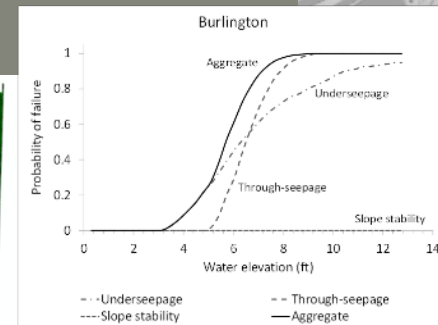 Burlington
Probability of failure
1
0.8
0.6
0.4
0.2
0
Aggregate
Underseepage
Through-seepage
Slope stability
0 2 4 6 8 10 12 14
Water elevation (ft)
Underseepage Through-seepage
Slope stability Aggregate